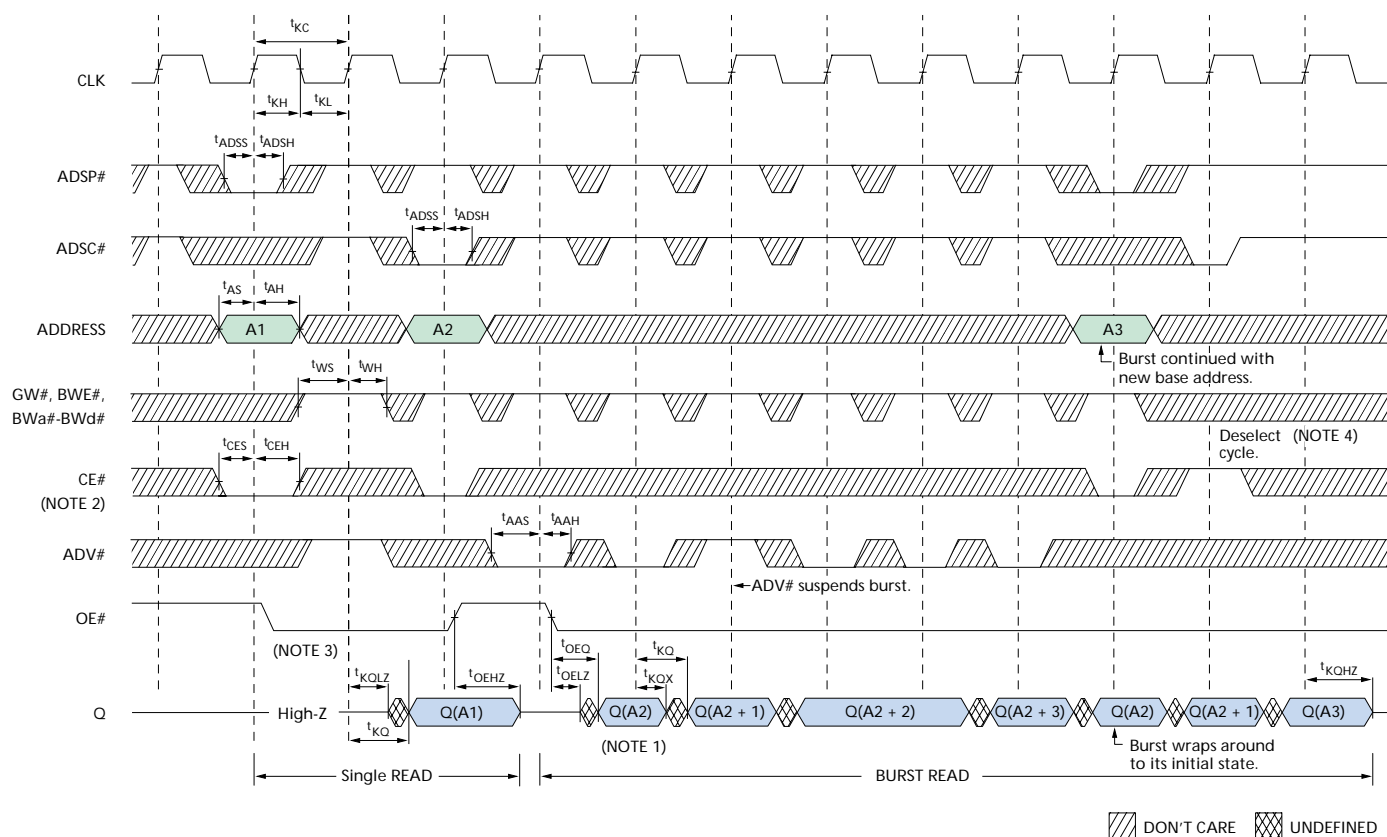 tKC
CLK
tKH tKL
tADSS tADSH
ADSP#
tADSS tADSH
ADSC#
tAS tAH
ADDRESS A1 A2 A3
Burst continued with
new base address.
tWS tWH
GW#, BWE#,
BWa#-BWd#
Deselect (NOTE 4)
cycle.
tCES tCEH
CE#
(NOTE 2)
tAAS tAAH
ADV#
ADV# suspends burst.
OE#
(NOTE 3)
tOEQ tKQ
tKQLZ tOEHZ tOELZ tKQX tKQHZ
Q High-Z Q(A1) Q(A2) Q(A2 + 1) Q(A2 + 2) Q(A2 + 3) Q(A2) Q(A2 + 1) Q(A3)
tKQ
(NOTE 1)
Burst wraps around
to its initial state.
Single READ BURST READ
DON'T CARE UNDEFINED